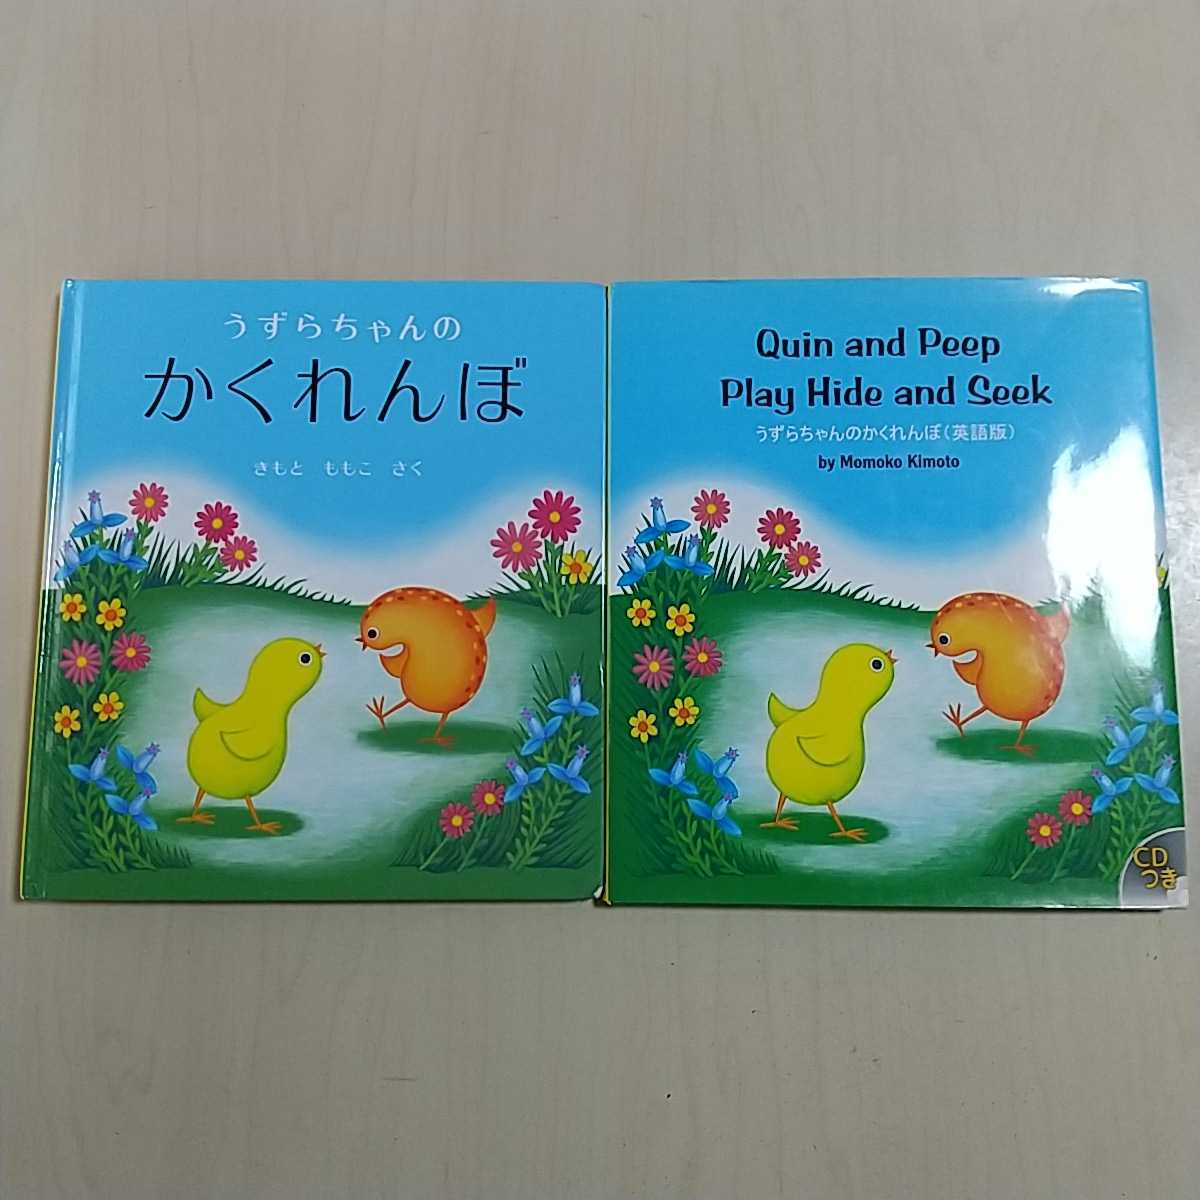 うずらちゃんの
かくれんぼ
きもと ももこ さく
Quin and Peep
Play Hide and Seek
うずらちゃんのかくれんぼ(英語版)
by Momoko Kimoto
CD
つき